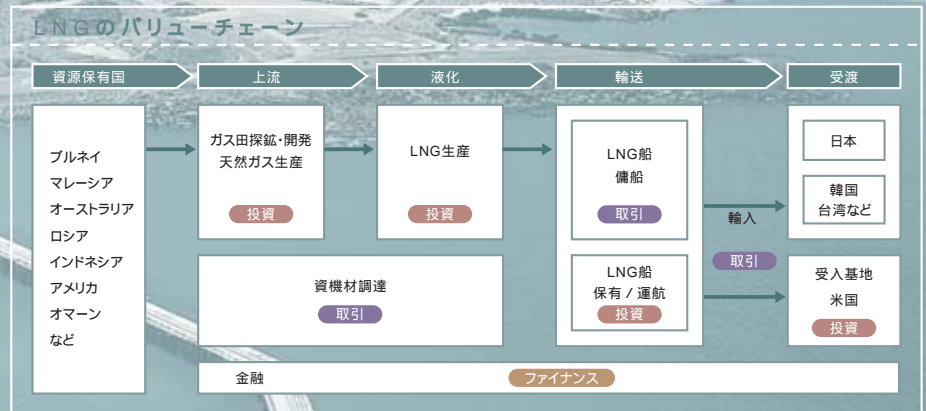 LNGのバリューチェーン
資源保有国
上流
液化
輸送
受渡
ブルネイ
マレーシア
オーストラリア
ロシア
インドネシア
アメリカ
オマーン
など
ガス田探鉱・開発
天然ガス生産
投資
LNG生産
投資
資機材調達
取引
LNG船
傭船
取引
LNG船
保有 / 運航
投資
輸入
取引
日本
韓国
台湾など
受入基地
米国
投資
金融
ファイナンス